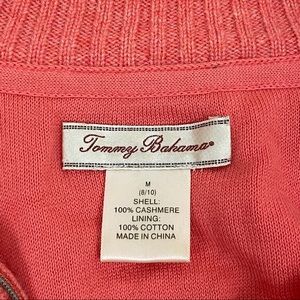 Tommy Bahama®
M
(8/10)
SHELL:
100% CASHMERE
LINING:
100% COTTON
MADE IN CHINA